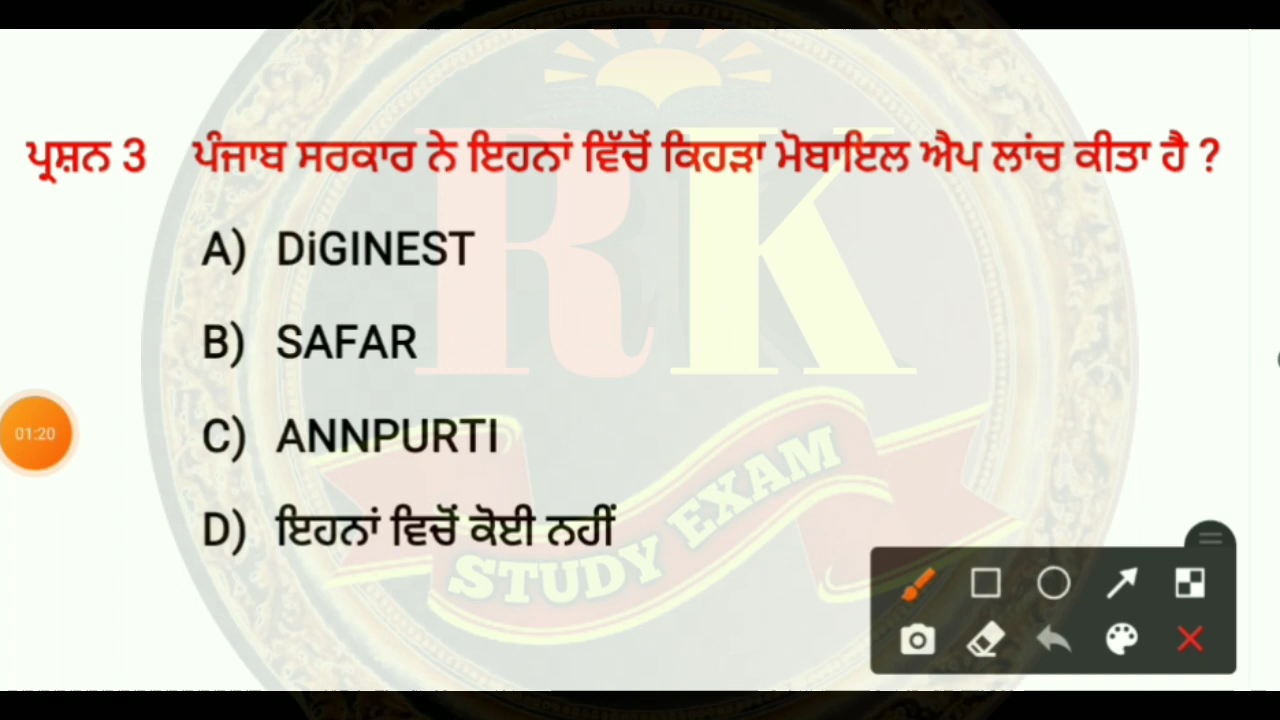 ਪ੍ਰਸ਼ਨ 3 ਪੰਜਾਬ ਸਰਕਾਰ ਨੇ ਇਹਨਾਂ ਵਿੱਚੋਂ ਕਿਹੜਾ ਮੋਬਾਇਲ ਐਪ ਲਾਂਚ ਕੀਤਾ ਹੈ ?
A) DiGINEST
B) SAFAR
C) ANNPURTI
D) ਇਹਨਾਂ ਵਿਚੋਂ ਕੋਈ ਨਹੀਂ
01:20
RK
STUDY EXAM